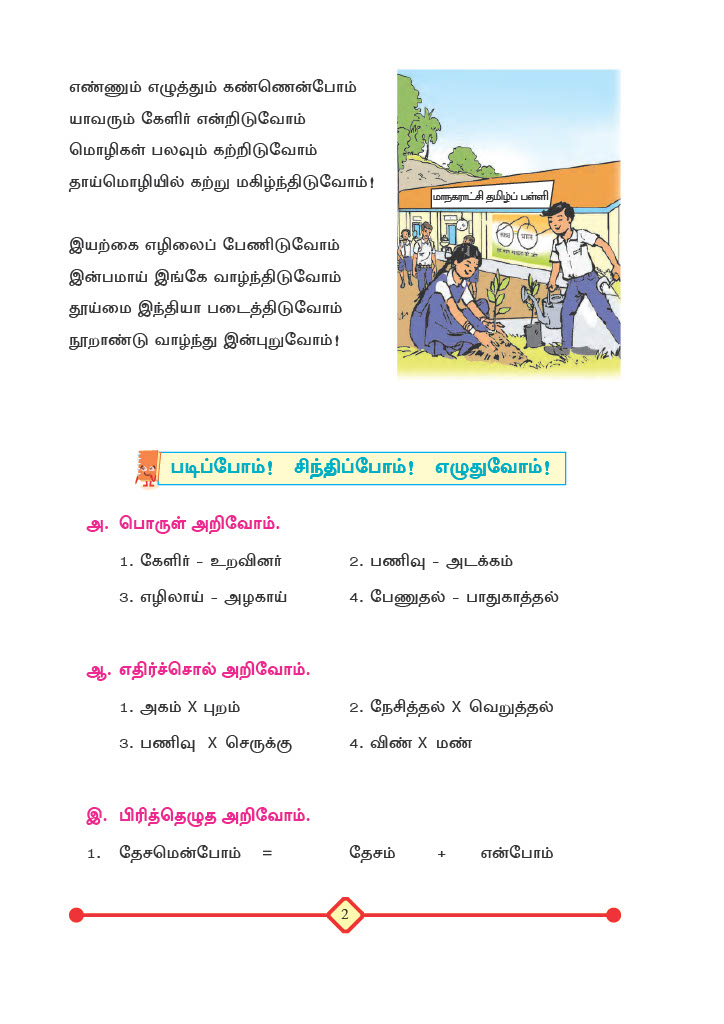 எண்ணும் எழுத்தும் கண்ணென்போம்
யாவரும் கேளிர் என்றிடுவோம்
மொழிகள் பலவும் கற்றிடுவோம்
தாய்மொழியில் கற்று மகிழ்ந்திடுவோம்!
இயற்கை எழிலைப் பேணிடுவோம்
இன்பமாய் இங்கே வாழ்ந்திடுவோம்
தூய்மை இந்தியா படைத்திடுவோம்
நூறாண்டு வாழ்ந்து இன்புறுவோம்!
மாநகராட்சி தமிழ்ப் பள்ளி
படிப்போம்! சிந்திப்போம்! எழுதுவோம்!
அ. பொருள் அறிவோம்.
1. கேளிர் - உறவினர் 2. பணிவு - அடக்கம்
3. எழிலாய் - அழகாய் 4. பேணுதல் - பாதுகாத்தல்
ஆ. எதிர்ச்சொல் அறிவோம்.
1. அகம் X புறம் 2. நேசித்தல் X வெறுத்தல்
3. பணிவு X செருக்கு 4. விண் X மண்
இ. பிரித்தெழுத அறிவோம்.
1. தேசமென்போம் = தேசம் + என்போம்
2